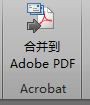 合并到
Adobe PDF
Acrobat